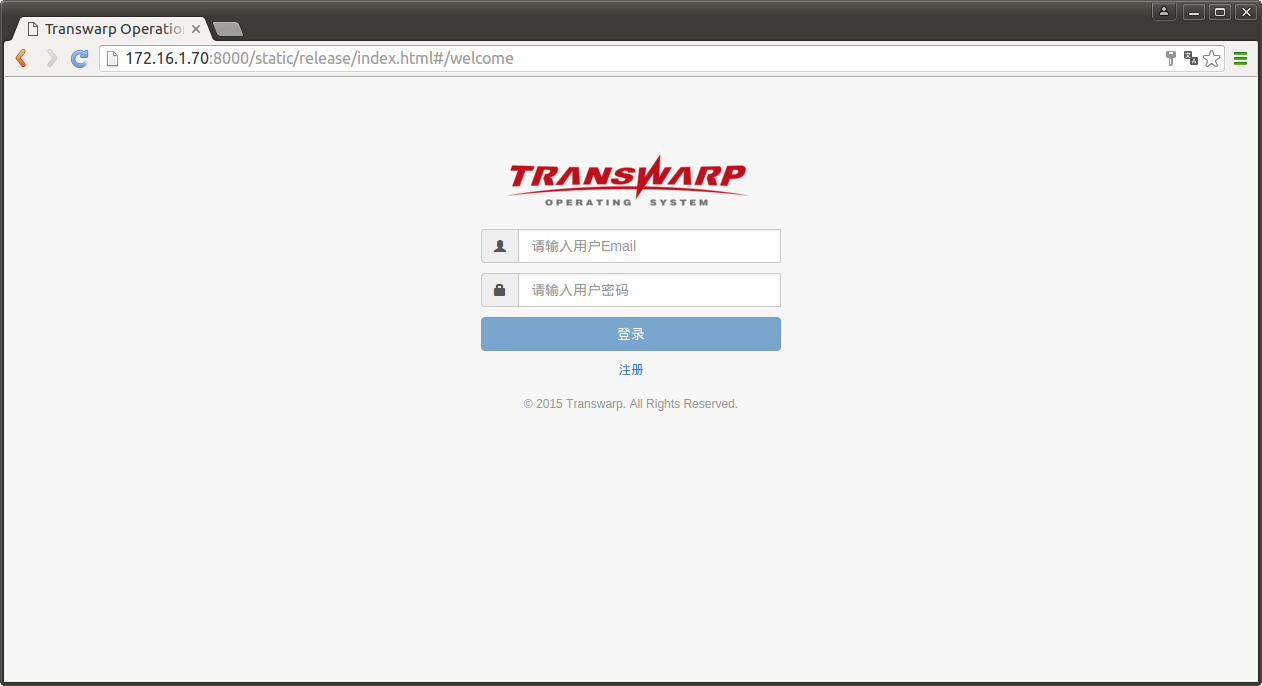 Transwarp Operatio
172.16.1.70:8000/static/release/index.html#/welcome
TRANSWARP
OPERATING SYSTEM
请输入用户Email
请输入用户密码
登录
注册
© 2015 Transwarp. All Rights Reserved.